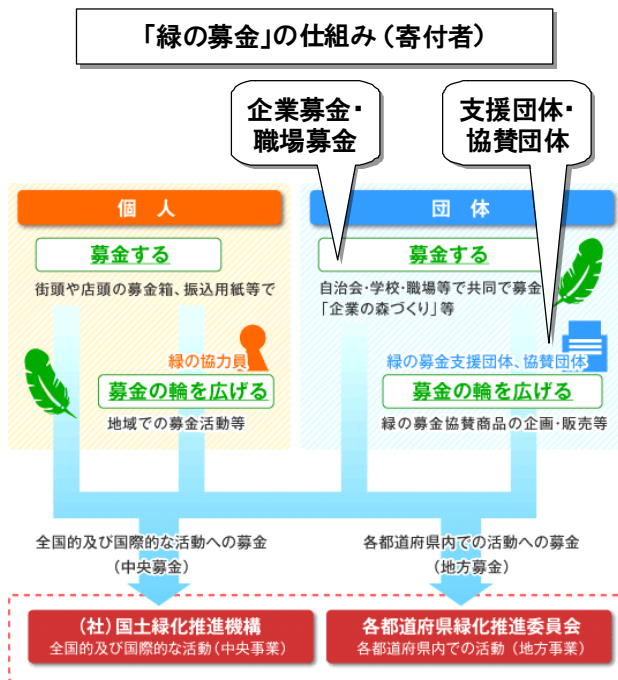 「緑の募金」の仕組み（寄付者）
企業募金・
職場募金
支援団体・
協賛団体
個 人
募金する
街頭や店頭の募金箱、振込用紙等で
緑の協力員
募金の輪を広げる
地域での募金活動等
団 体
募金する
自治会・学校・職場等で共同で募金
「企業の森づくり」等
緑の募金支援団体、協賛団体
募金の輪を広げる
緑の募金協賛商品の企画・販売等
全国的及び国際的な活動への募金
（中央募金）
各都道府県内での活動への募金
（地方募金）
（社）国土緑化推進機構
全国的及び国際的な活動（中央事業）
各都道府県緑化推進委員会
各都道府県内での活動（地方事業）